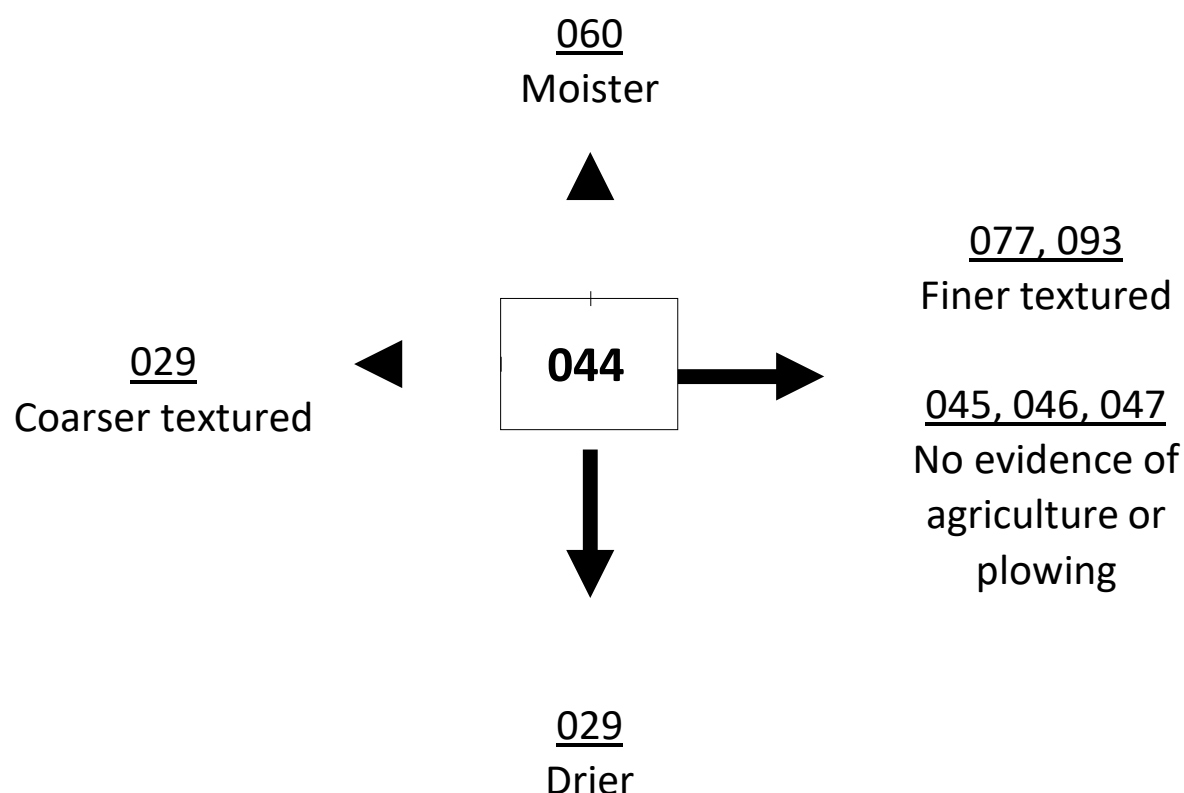 060
Moister
077, 093
Finer textured
029
Coarser textured
044
045, 046, 047
No evidence of
agriculture or
plowing
029
Drier